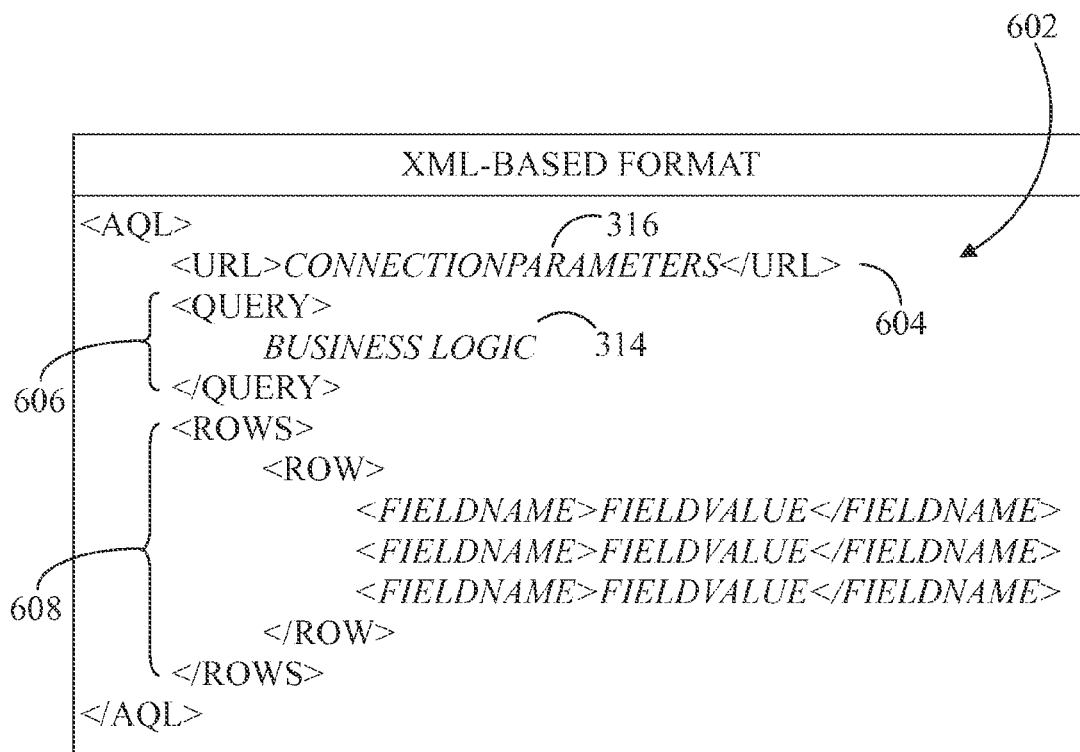 602
XML-BASED FORMAT
<AQL>
316
<URL>CONNECTIONPARAMETERS</URL>
604
<QUERY>
BUSINESS LOGIC 314
</QUERY>
606
<ROWS>
<ROW>
<FIELDNAME>FIELDVALUE</FIELDNAME>
<FIELDNAME>FIELDVALUE</FIELDNAME>
<FIELDNAME>FIELDVALUE</FIELDNAME>
608
</ROW>
</ROWS>
</AQL>